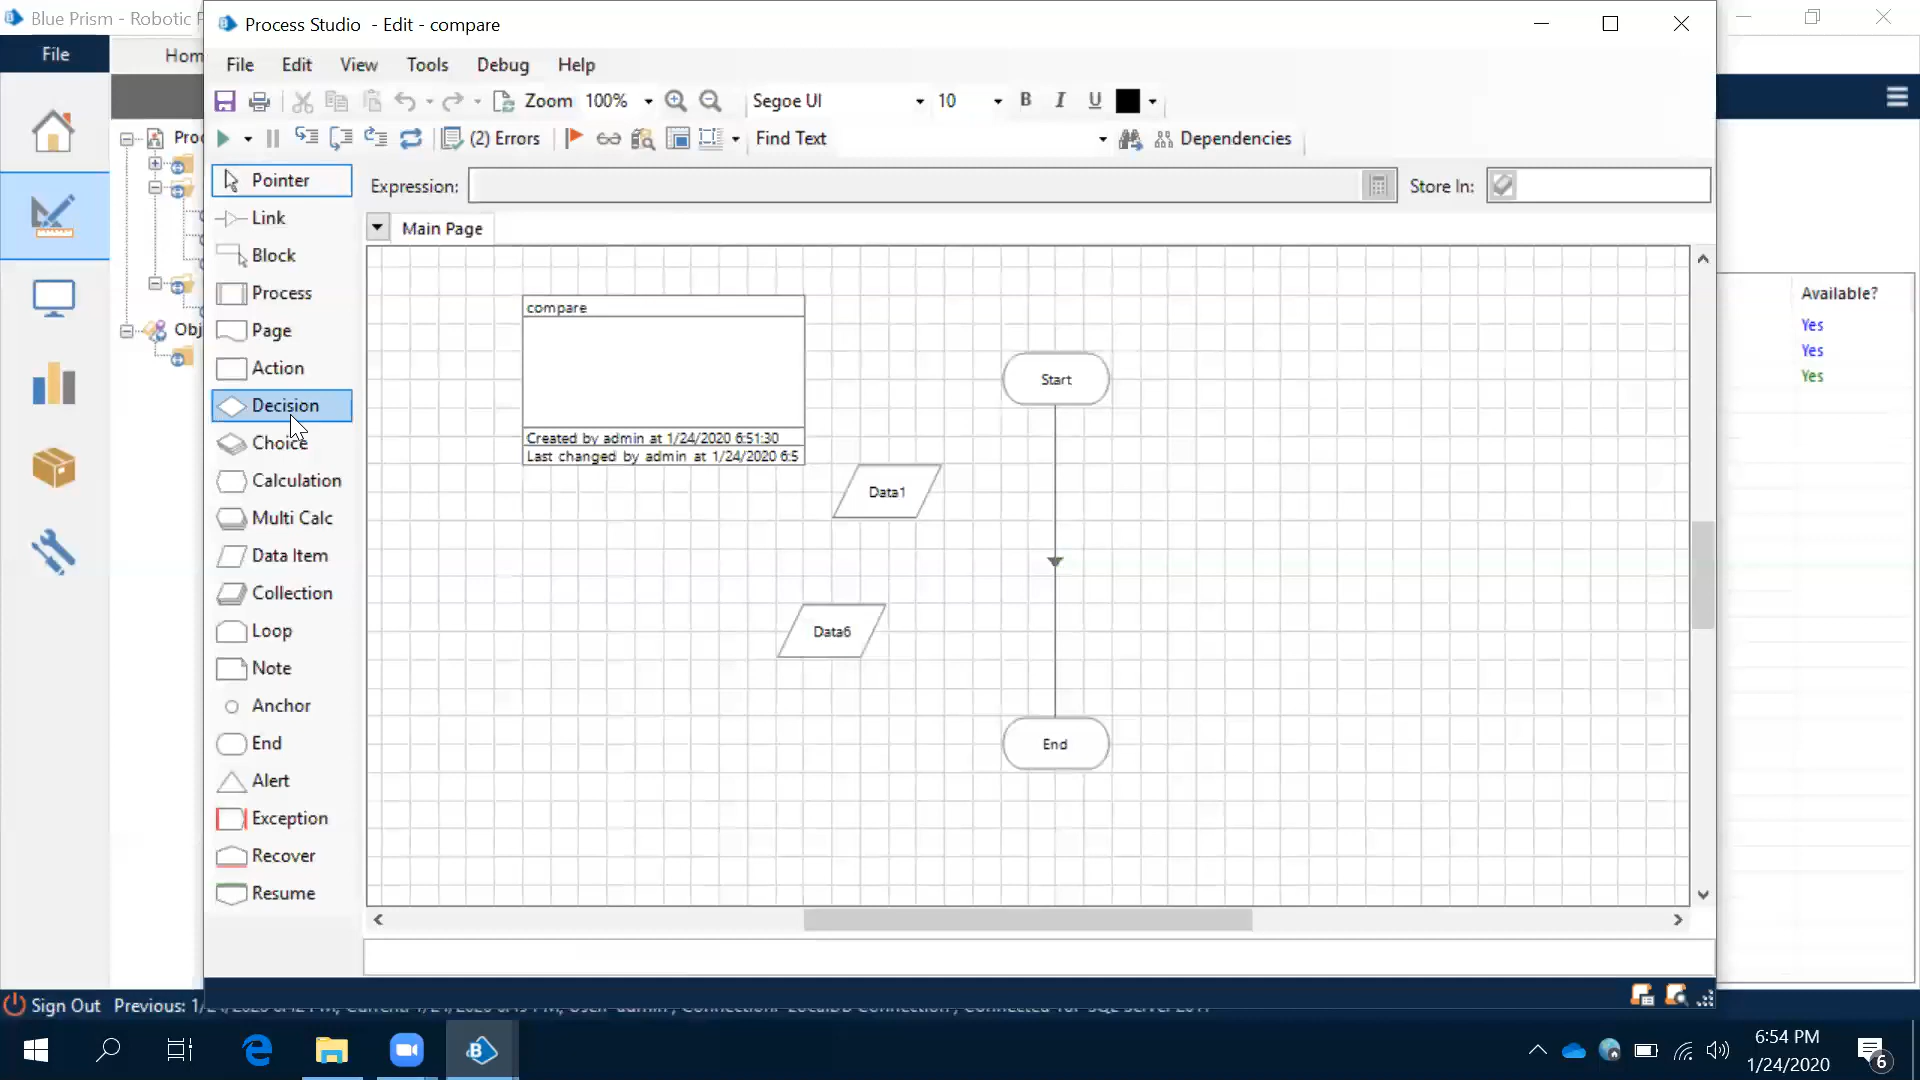 Blue Prism - Robotic
Process Studio - Edit - compare
File
Hom
File Edit View Tools Debug Help
Zoom 100% Segoe UI 10 B I U
(2) Errors Find Text Dependencies
Proc
Obj
Pointer
Link
Block
Process
Page
Action
Decision
Choice
Calculation
Multi Calc
Data Item
Collection
Loop
Note
Anchor
End
Alert
Exception
Recover
Resume
Expression: Store In:
Main Page
compare
Created by admin at 1/24/2020 6:51:30
Last changed by admin at 1/24/2020 6:5
Start
Data1
Data6
End
Available?
Yes
Yes
Yes
Sign Out Previous: 1/
6:54 PM
1/24/2020
6